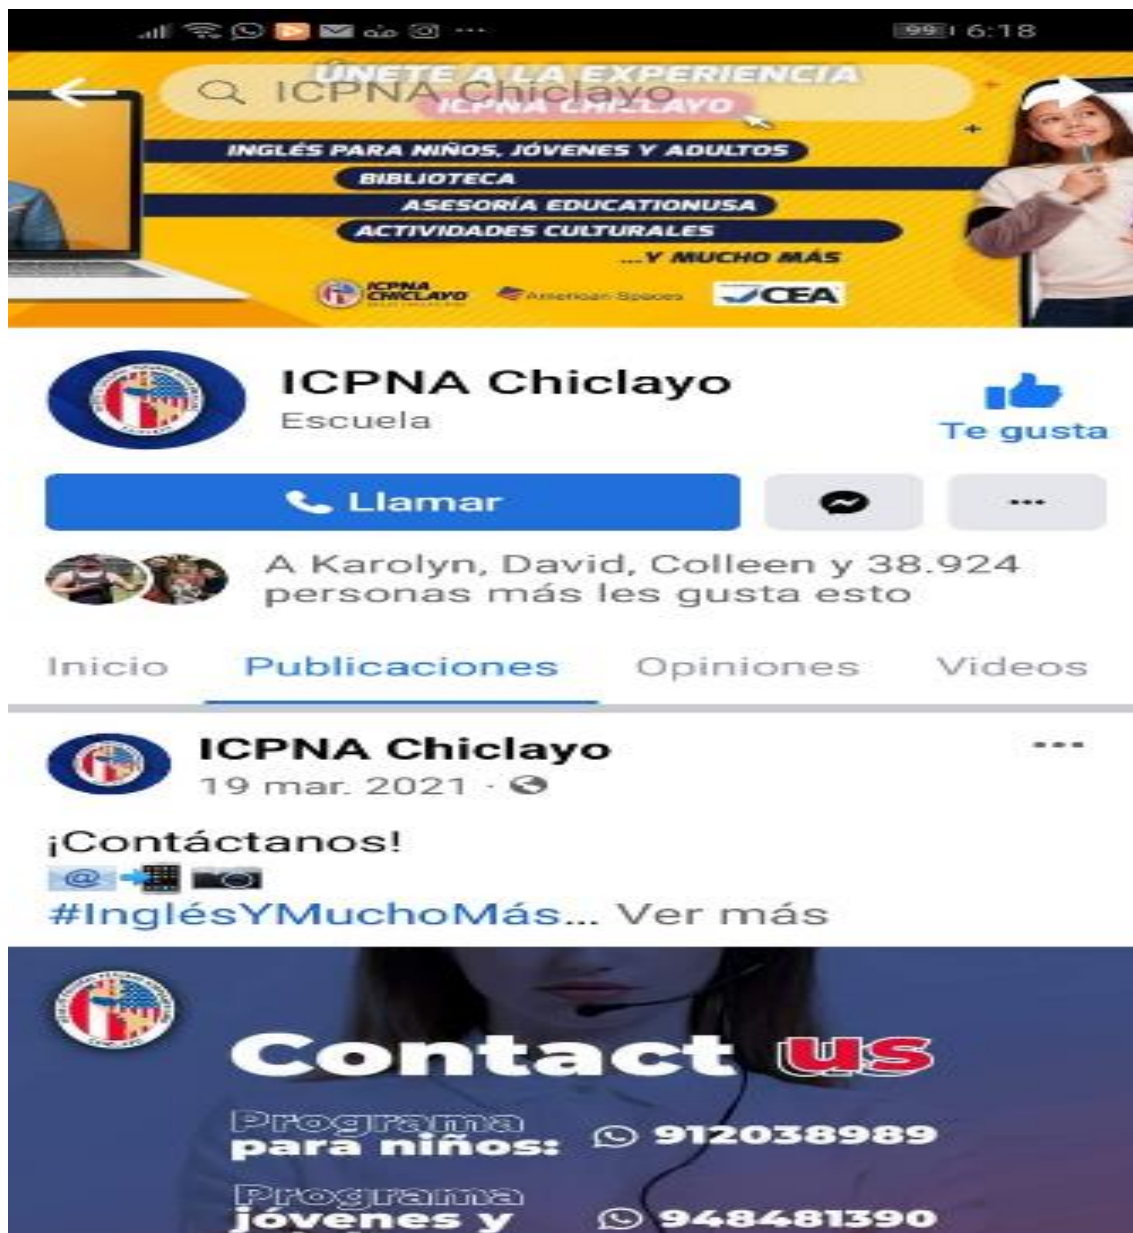 99 6:18
ÚNETE A LA EXPERIENCIA
ICPNA Chiclayo
ICPNA CHICLAYO
INGLÉS PARA NIÑOS, JÓVENES Y ADULTOS
BIBLIOTECA
ASESORÍA EDUCATIONUSA
ACTIVIDADES CULTURALES
...Y MUCHO MÁS
ICPNA CHICLAYO American Spaces CEA
ICPNA Chiclayo
Escuela
Te gusta
Llamar
A Karolyn, David, Colleen y 38.924
personas más les gusta esto
Inicio Publicaciones Opiniones Videos
ICPNA Chiclayo
19 mar. 2021
¡Contáctanos!
#InglésYMuchoMás... Ver más
Contact us
Programa
para niños: 912038989
Programa
jóvenes y 948481390